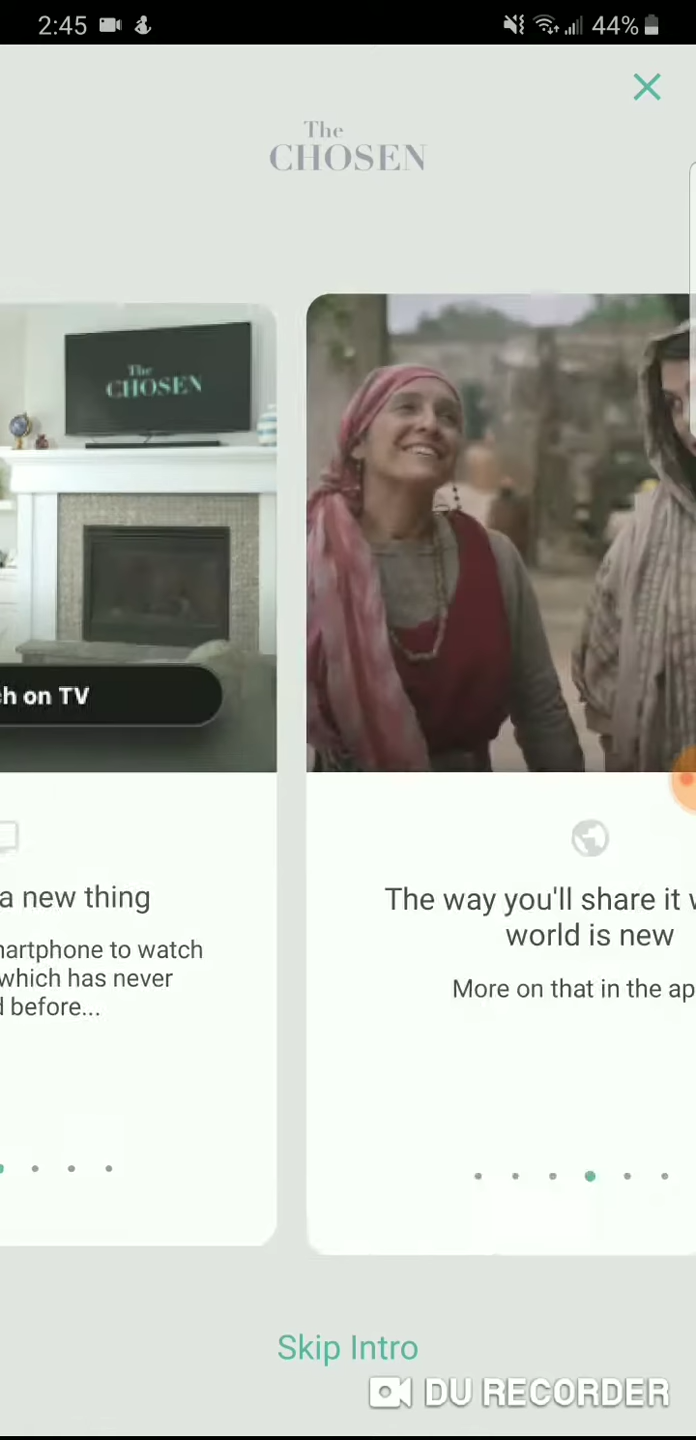 2:45
44%
The
CHOSEN
The
CHOSEN
h on TV
a new thing
martphone to watch
which has never
d before...
The way you'll share it
world is new
More on that in the ap
Skip Intro
DU RECORDER